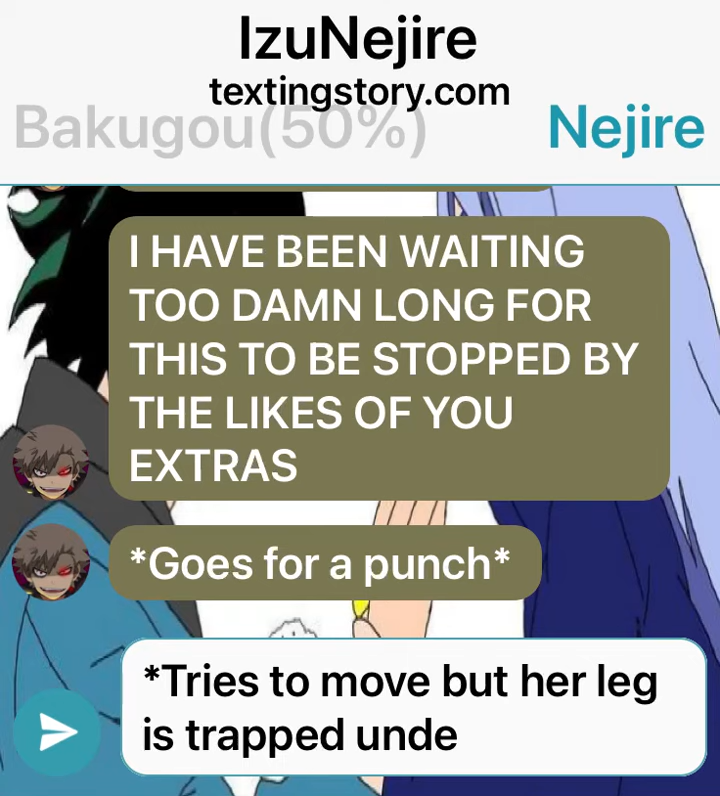 IzuNejire
textingstory.com
Bakugou(50%)
Nejire
I HAVE BEEN WAITING
TOO DAMN LONG FOR
THIS TO BE STOPPED BY
THE LIKES OF YOU
EXTRAS
*Goes for a punch*
*Tries to move but her leg
is trapped unde